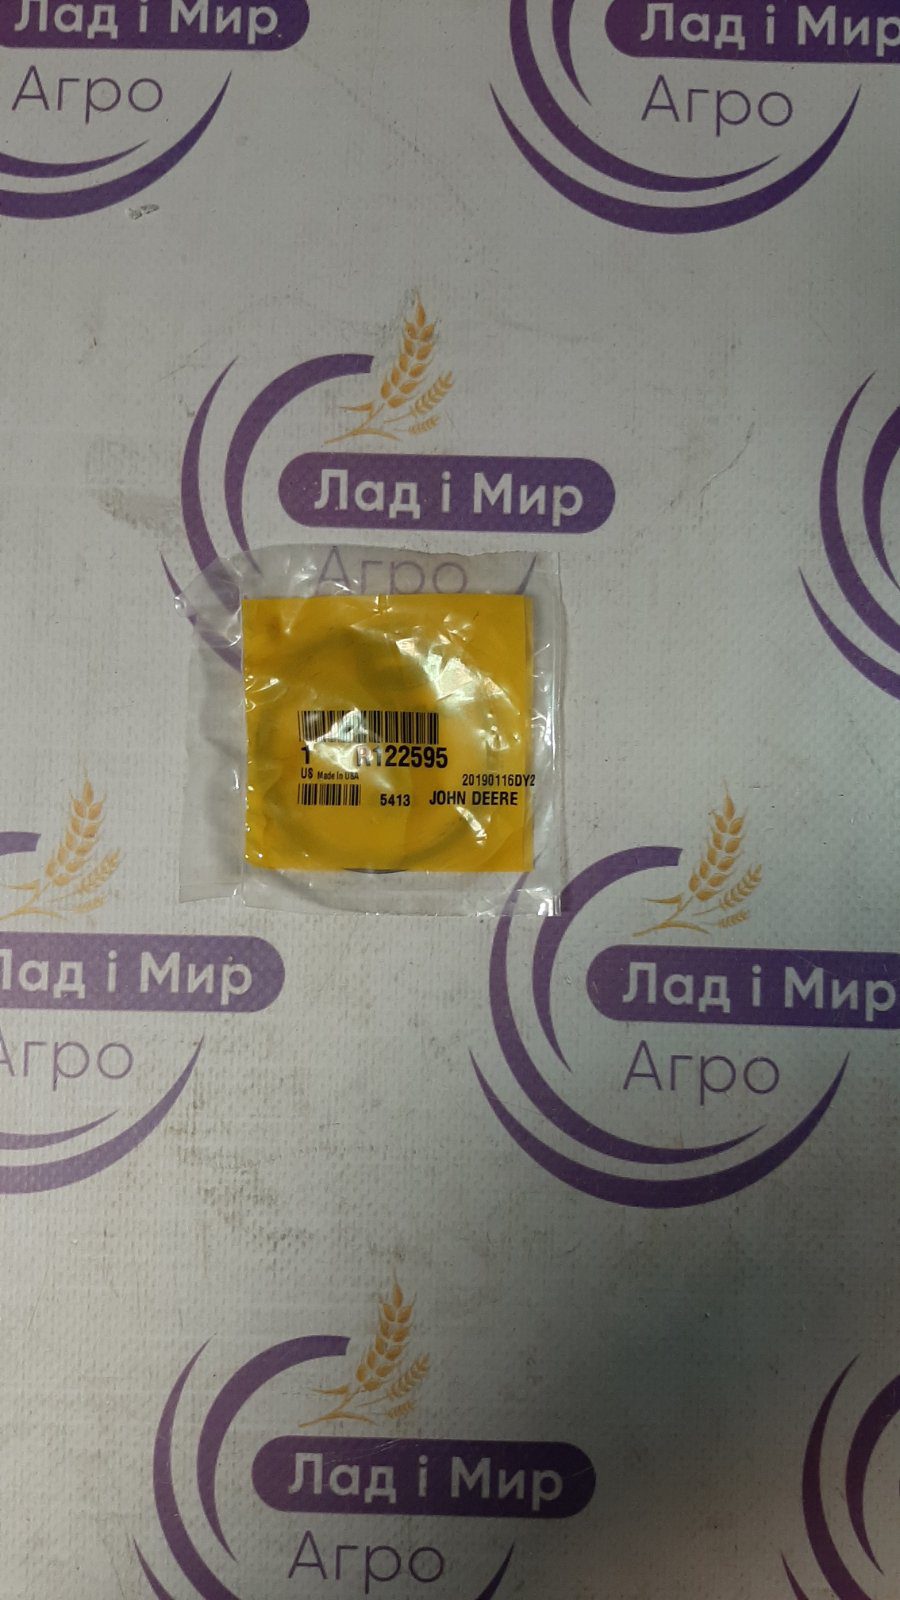 Лад і Мир
Агро
Лад і Мир
Агро
Лад і Мир
Агро
1 R122595
US Made in USA
20190116DY2
5413 JOHN DEERE
Лад і Мир
Агро
Лад і Мир
Агро
Лад і Мир
Агро